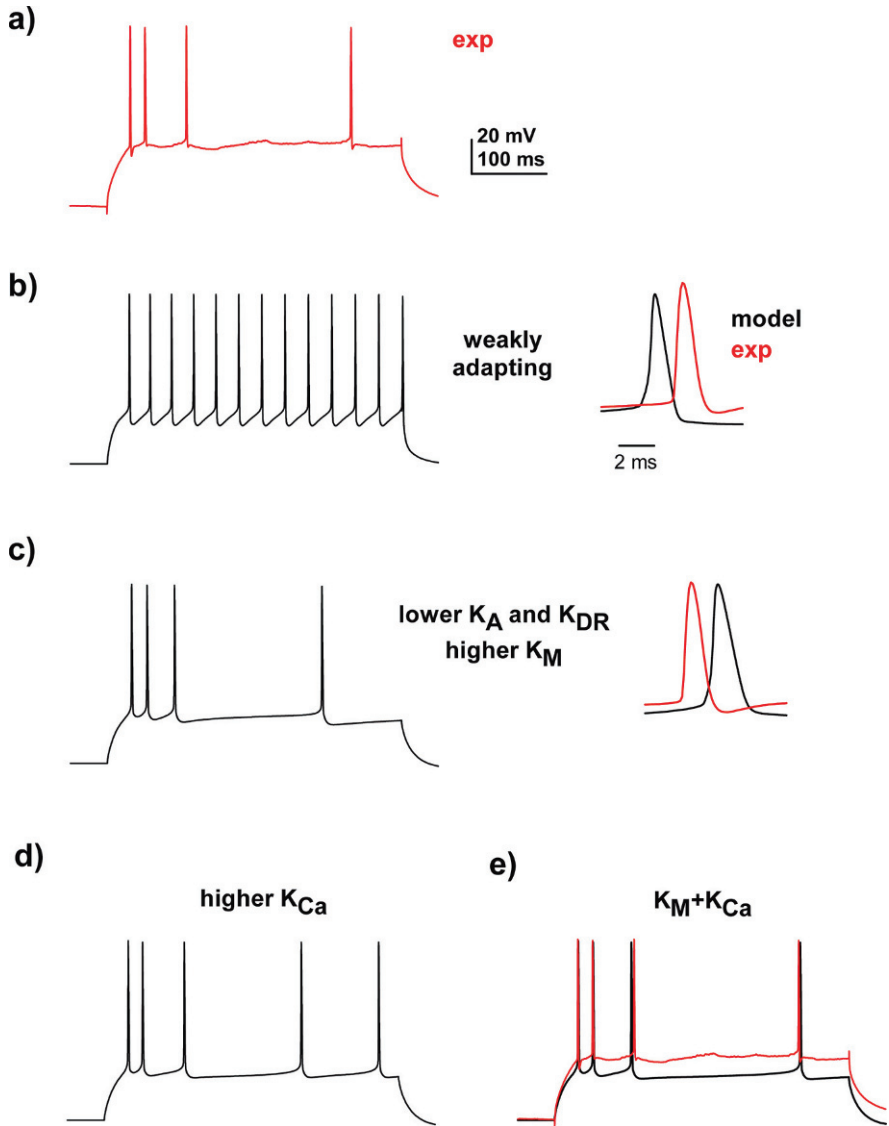 a)
exp
20 mV
100 ms
b)
weakly
adapting
model
exp
2 ms
c)
lower KA and KDR
higher KM
d)
higher KCa
e)
KM+KCa